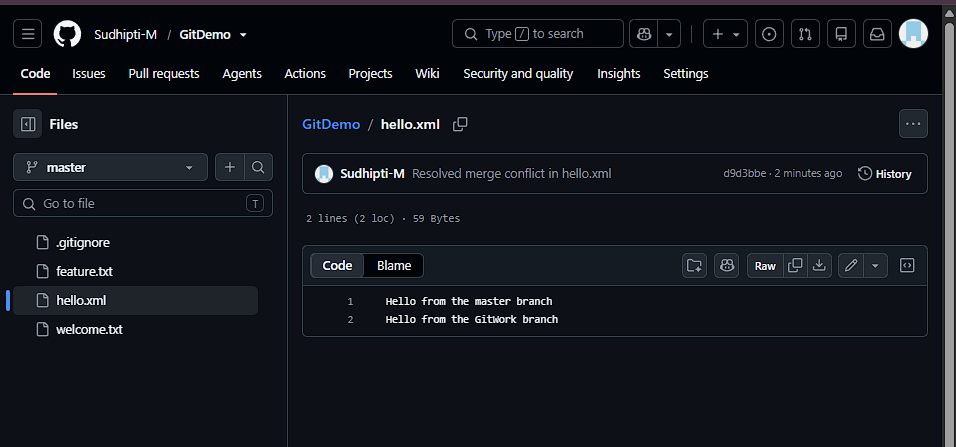 Sudhipti-M / GitDemo
Type / to search
Code Issues Pull requests Agents Actions Projects Wiki Security and quality Insights Settings
Files
GitDemo / hello.xml
master
Sudhipti-M Resolved merge conflict in hello.xml d9d3bbe · 2 minutes ago History
Go to file T
2 lines (2 loc) · 59 Bytes
.gitignore
feature.txt
hello.xml
welcome.txt
Code Blame Raw
1 Hello from the master branch
2 Hello from the GitWork branch